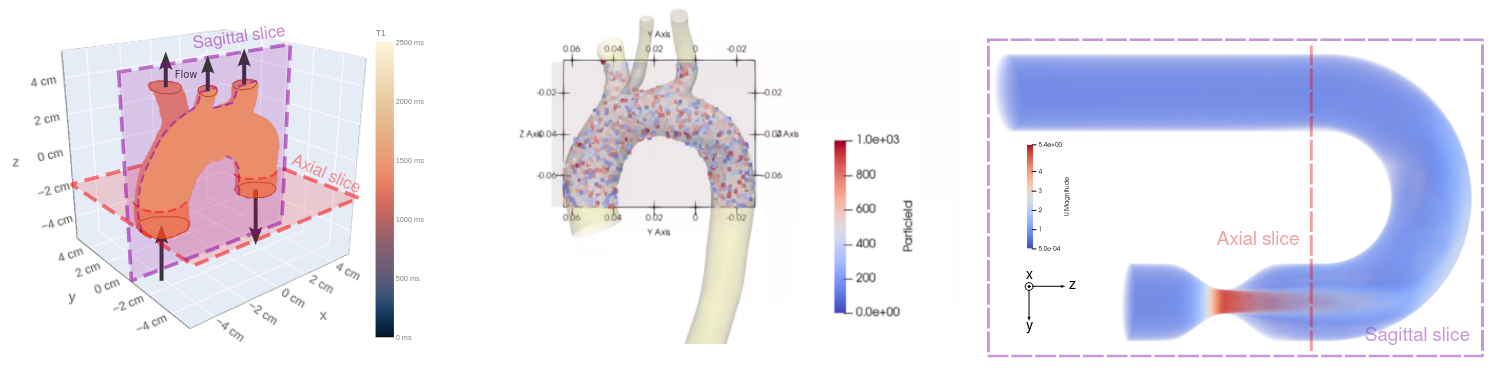 Sagittal slice
Flow
Axial slice
4 cm
2 cm
0 cm
−2 cm
−4 cm
z
4 cm
2 cm
0 cm
−2 cm
−4 cm
y
4 cm
2 cm
0 cm
−2 cm
−4 cm
x
T1
2500 ms
2000 ms
1500 ms
1000 ms
500 ms
0 ms
Y Axis
0.06 0.04 0.02 0 -0.02
-0.02 -0.02
Z Axis
-0.06 -0.06
0.06 0.04 0.02 0 -0.02
Y Axis
1.0e+03
800
600
400
200
0.0e+00
ParticleId
5.4e+00
4
3
2
1
5.0e-04
U Magnitude
Axial slice
x
z
y
Sagittal slice